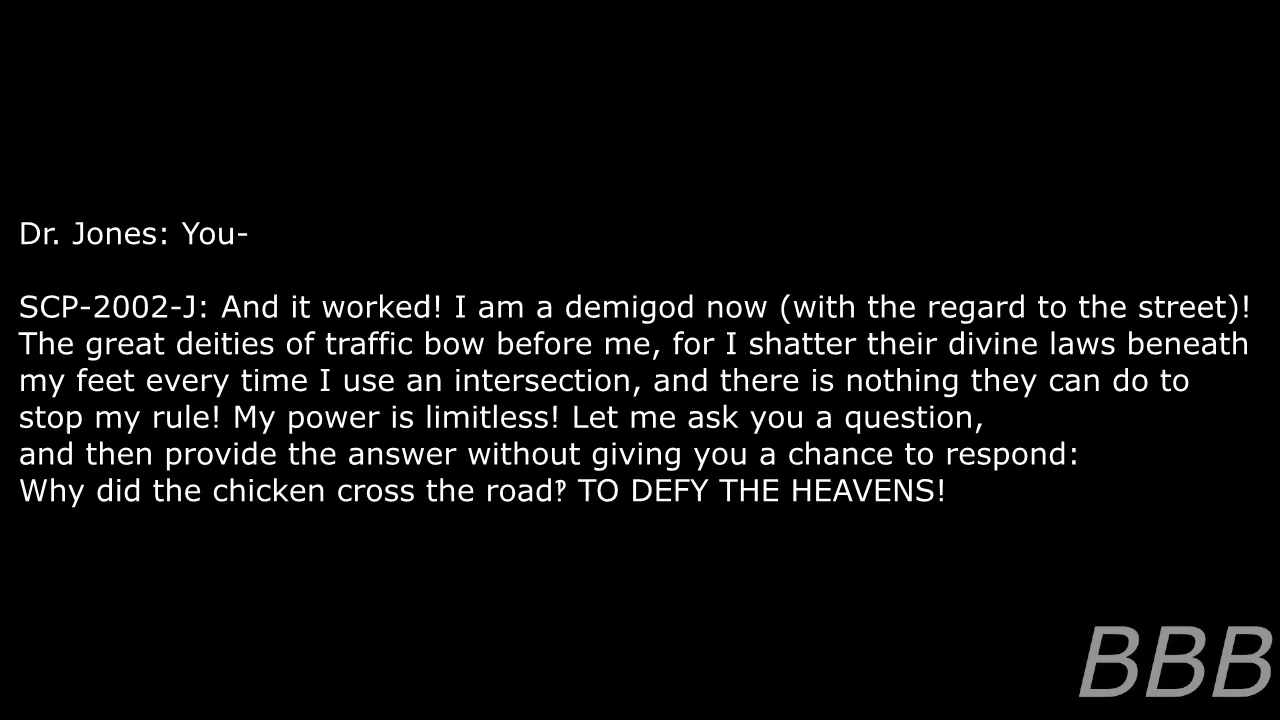 Dr. Jones: You-
SCP-2002-J: And it worked! I am a demigod now (with the regard to the street)!
The great deities of traffic bow before me, for I shatter their divine laws beneath
my feet every time I use an intersection, and there is nothing they can do to
stop my rule! My power is limitless! Let me ask you a question,
and then provide the answer without giving you a chance to respond:
Why did the chicken cross the road‽ TO DEFY THE HEAVENS!
BBB